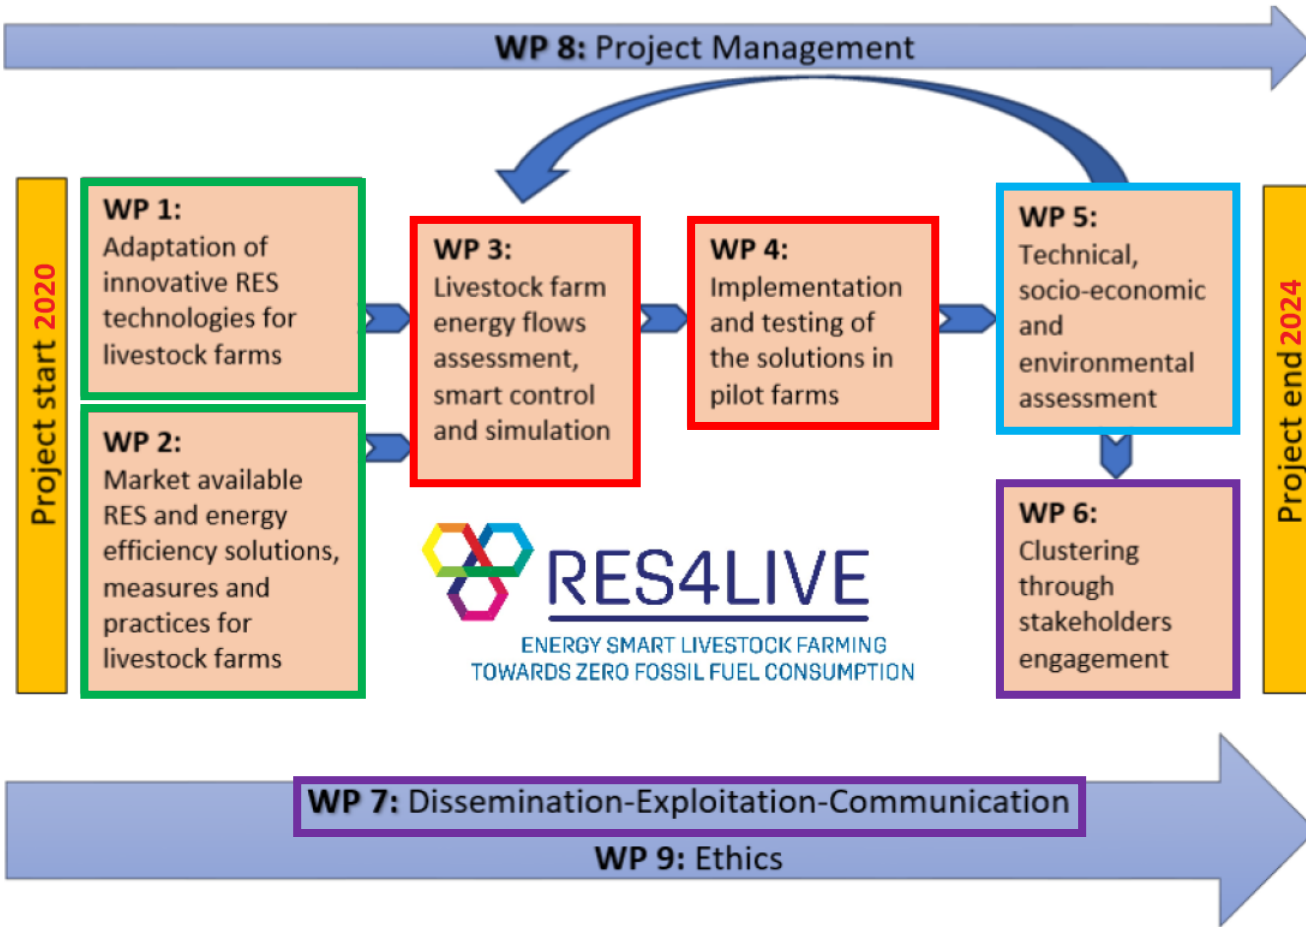 WP 8: Project Management
Project start 2020
WP 1:
Adaptation of
innovative RES
technologies for
livestock farms
WP 2:
Market available
RES and energy
efficiency solutions,
measures and
practices for
livestock farms
WP 3:
Livestock farm
energy flows
assessment,
smart control
and simulation
WP 4:
Implementation
and testing of
the solutions in
pilot farms
WP 5:
Technical,
socio-economic
and
environmental
assessment
WP 6:
Clustering
through
stakeholders
engagement
Project end 2024
RES4LIVE
ENERGY SMART LIVESTOCK FARMING
TOWARDS ZERO FOSSIL FUEL CONSUMPTION
WP 7: Dissemination-Exploitation-Communication
WP 9: Ethics